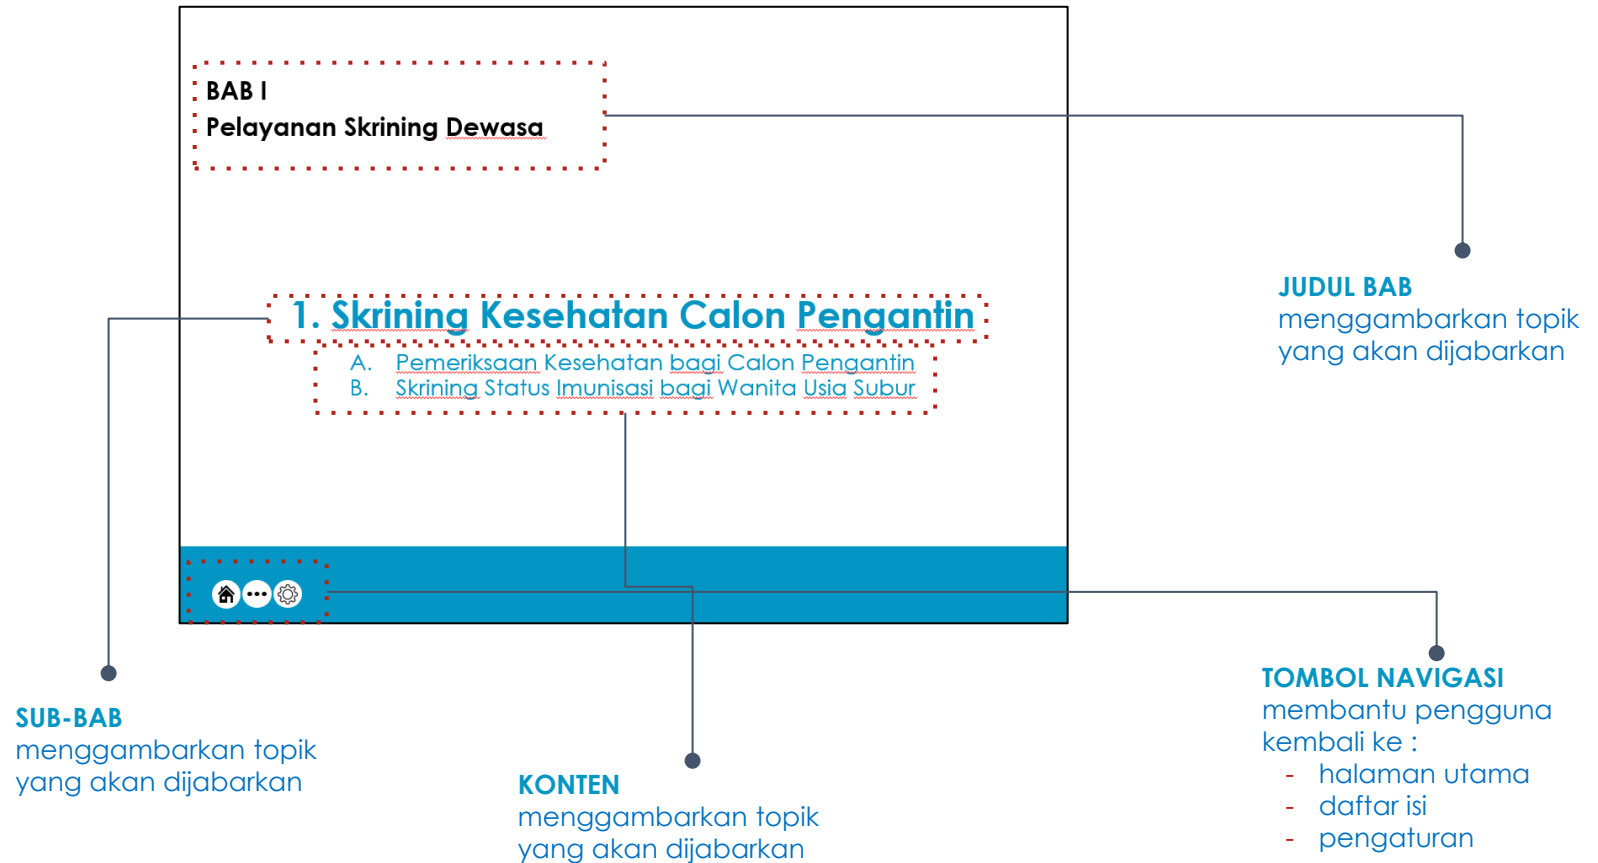 BAB I
Pelayanan Skrining Dewasa
1. Skrining Kesehatan Calon Pengantin
A. Pemeriksaan Kesehatan bagi Calon Pengantin
B. Skrining Status Imunisasi bagi Wanita Usia Subur
JUDUL BAB
menggambarkan topik
yang akan dijabarkan
SUB-BAB
menggambarkan topik
yang akan dijabarkan
KONTEN
menggambarkan topik
yang akan dijabarkan
TOMBOL NAVIGASI
membantu pengguna
kembali ke :
- halaman utama
- daftar isi
- pengaturan